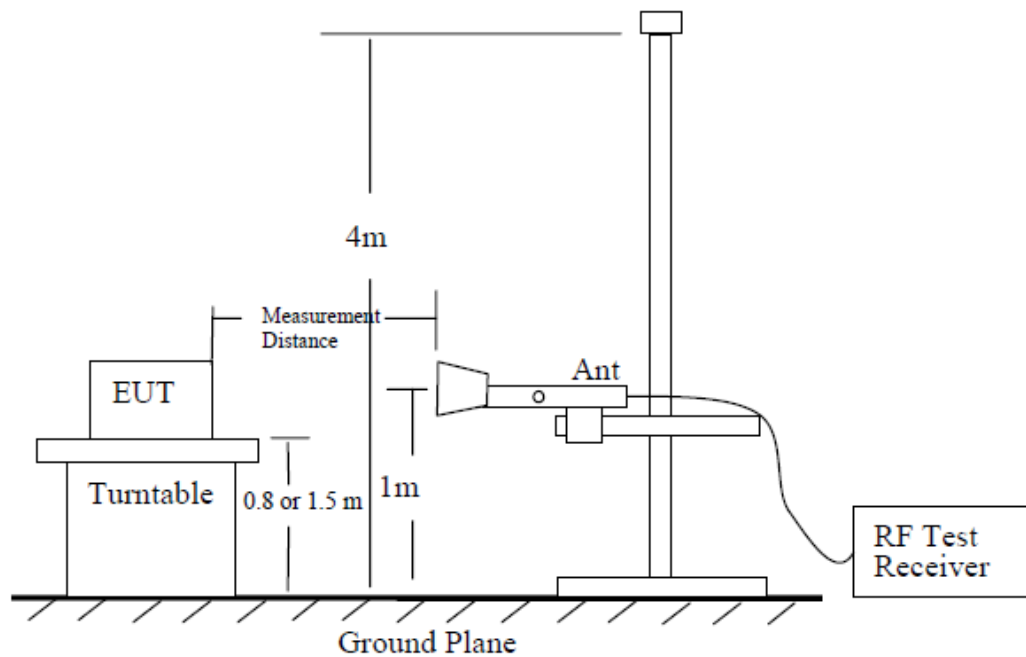 4m
Measurement
Distance
Ant
EUT
Turntable
0.8 or 1.5 m
1m
RF Test
Receiver
Ground Plane